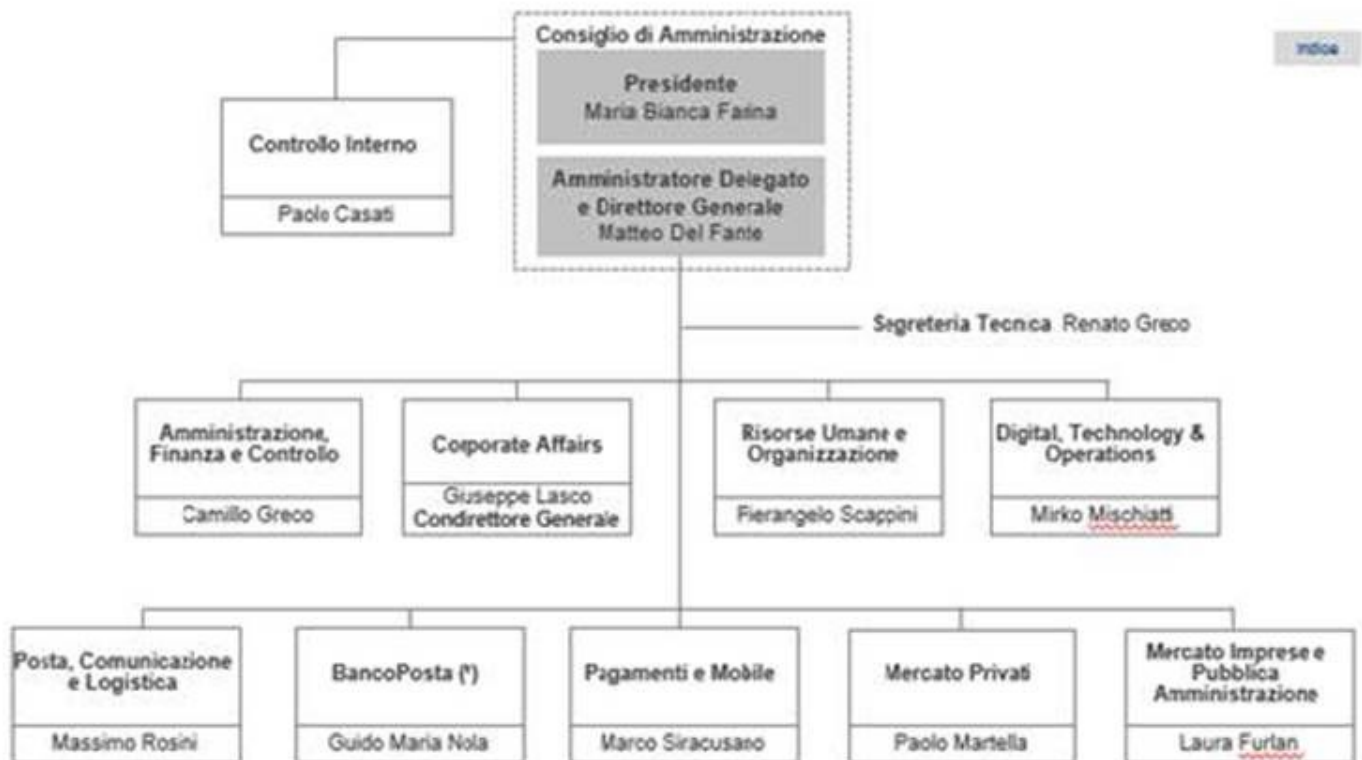 Consiglio di Amministrazione
Indice
Presidente
Maria Bianca Farina
Controllo Interno
Paolo Casati
Amministratore Delegato
e Direttore Generale
Matteo Del Fante
Segreteria Tecnica Renato Greco
Amministrazione,
Finanza e Controllo
Camillo Greco
Corporate Affairs
Giuseppe Lasco
Condirettore Generale
Risorse Umane e
Organizzazione
Pierangelo Scappini
Digital, Technology &
Operations
Mirko Mischiatti
Posta, Comunicazione
e Logistica
Massimo Rosini
BancoPosta (*)
Guido Maria Nola
Pagamenti e Mobile
Marco Siracusano
Mercato Privati
Paolo Martella
Mercato Imprese e
Pubblica
Amministrazione
Laura Furlan